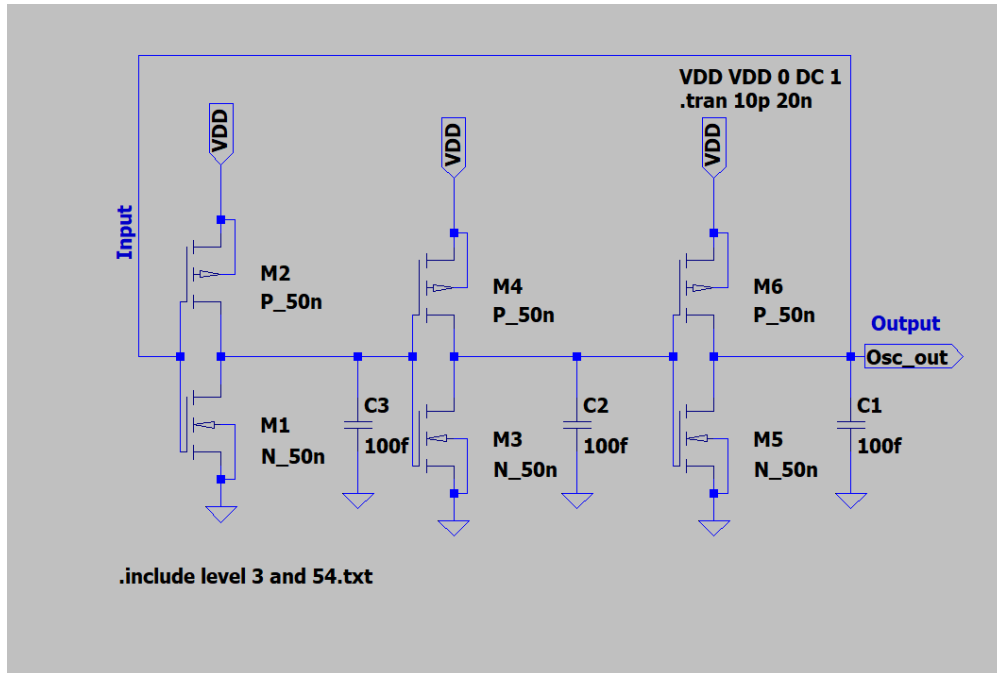 VDD VDD 0 DC 1
.tran 10p 20n
VDD
VDD
VDD
Input
M2
P_50n
M4
P_50n
M6
P_50n
Output
Osc_out
C3
100f
C2
100f
C1
100f
M1
N_50n
M3
N_50n
M5
N_50n
.include level 3 and 54.txt